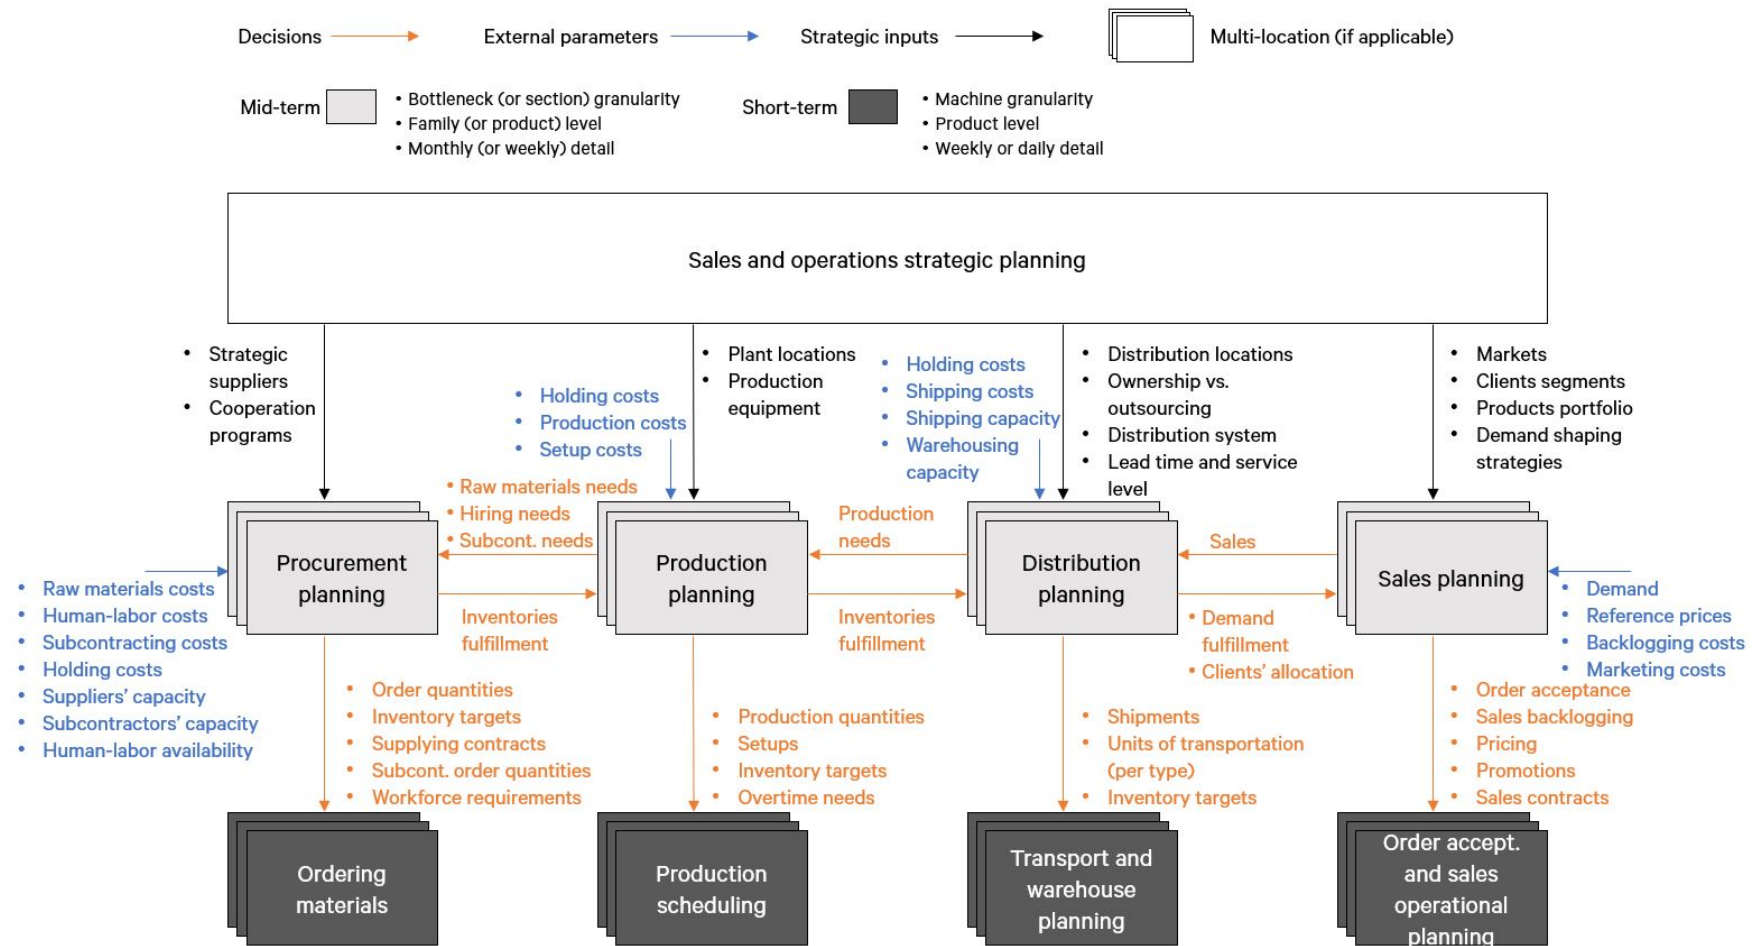 Decisions
External parameters
Strategic inputs
Multi-location (if applicable)
Mid-term
• Bottleneck (or section) granularity
• Family (or product) level
• Monthly (or weekly) detail
Short-term
• Machine granularity
• Product level
• Weekly or daily detail
Sales and operations strategic planning
• Strategic
suppliers
• Cooperation
programs
• Holding costs
• Production costs
• Setup costs
• Plant locations
• Production
equipment
• Holding costs
• Shipping costs
• Shipping capacity
• Warehousing
capacity
• Distribution locations
• Ownership vs.
outsourcing
• Distribution system
• Lead time and service
level
• Markets
• Clients segments
• Products portfolio
• Demand shaping
strategies
• Raw materials needs
• Hiring needs
• Subcont. needs
Production
needs
Sales
Procurement
planning
Production
planning
Distribution
planning
Sales planning
• Raw materials costs
• Human-labor costs
• Subcontracting costs
• Holding costs
• Suppliers’ capacity
• Subcontractors’ capacity
• Human-labor availability
Inventories
fulfillment
Inventories
fulfillment
• Demand
fulfillment
• Clients’ allocation
• Demand
• Reference prices
• Backlogging costs
• Marketing costs
• Order quantities
• Inventory targets
• Supplying contracts
• Subcont. order quantities
• Workforce requirements
• Production quantities
• Setups
• Inventory targets
• Overtime needs
• Shipments
• Units of transportation
(per type)
• Inventory targets
• Order acceptance
• Sales backlogging
• Pricing
• Promotions
• Sales contracts
Ordering
materials
Production
scheduling
Transport and
warehouse
planning
Order accept.
and sales
operational
planning